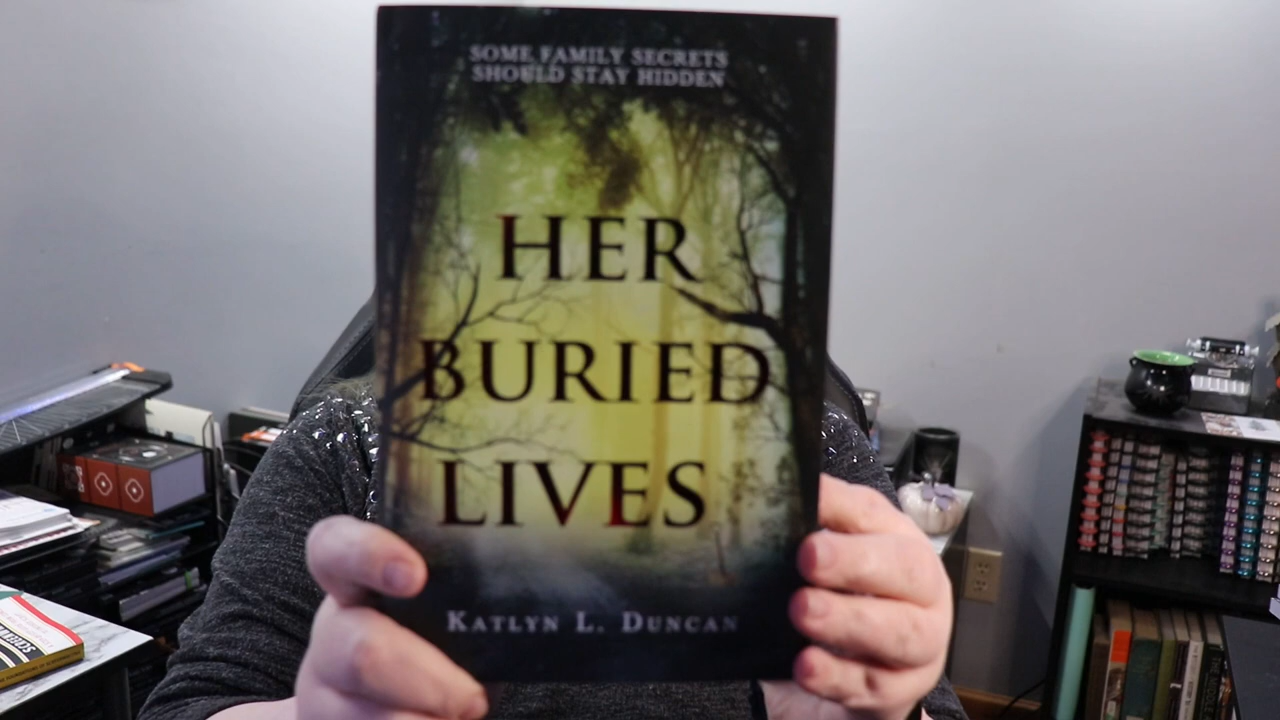 SOME FAMILY SECRETS
SHOULD STAY HIDDEN
HER
BURIED
LIVES
KATLYN L. DUNCAN